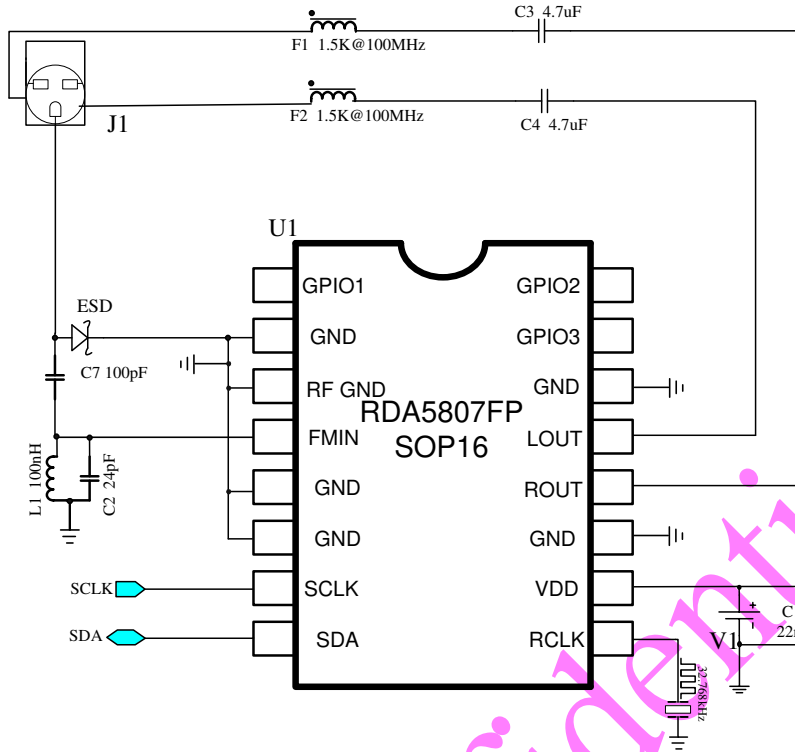 C3 4.7uF
F1 1.5K@100MHz
F2 1.5K@100MHz
C4 4.7uF
J1
U1
GPIO1
GPIO2
ESD
GND
GPIO3
C7 100pF
RF GND
GND
RDA5807FP
SOP16
FMIN
LOUT
L1 100nH
C2 24pF
GND
ROUT
GND
GND
SCLK
SCLK
VDD
+
-
C
22n
V1
SDA
SDA
RCLK
32.768kHz
fidenti